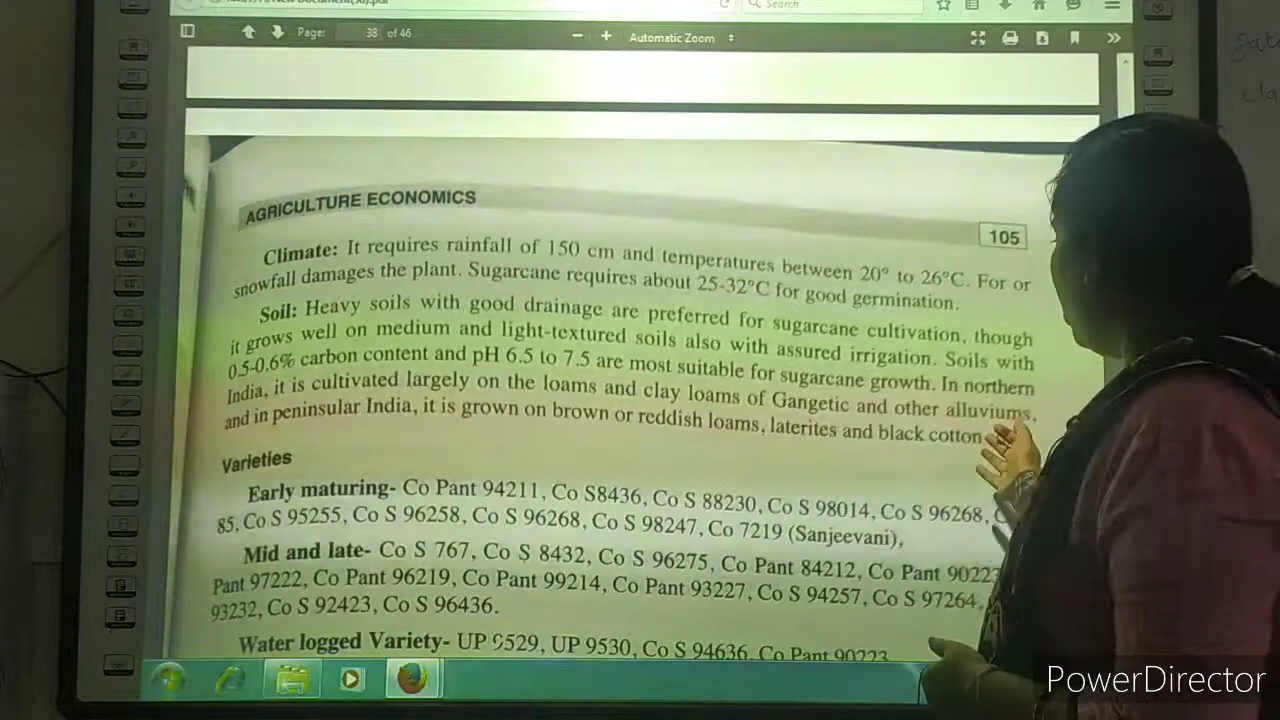 Search
Page: 38 of 46
Automatic Zoom
AGRICULTURE ECONOMICS
105
Climate: It requires rainfall of 150 cm and temperatures between 20° to 26°C. For or
snowfall damages the plant. Sugarcane requires about 25-32°C for good germination.
Soil: Heavy soils with good drainage are preferred for sugarcane cultivation, though
it grows well on medium and light-textured soils also with assured irrigation. Soils with
0.5-0.6% carbon content and pH 6.5 to 7.5 are most suitable for sugarcane growth. In northern
India, it is cultivated largely on the loams and clay loams of Gangetic and other alluviums,
and in peninsular India, it is grown on brown or reddish loams, laterites and black cotton
Varieties
Early maturing- Co Pant 94211, Co S8436, Co S 88230, Co S 98014, Co S 96268,
85, Co S 95255, Co S 96258, Co S 96268, Co S 98247, Co 7219 (Sanjeevani),
Mid and late- Co S 767, Co S 8432, Co S 96275, Co Pant 84212, Co Pant 90223
Pant 97222, Co Pant 96219, Co Pant 99214, Co Pant 93227, Co S 94257, Co S 97264,
93232, Co S 92423, Co S 96436.
Water logged Variety- UP 9529, UP 9530, Co S 94636, Co Pant 90223
PowerDirector